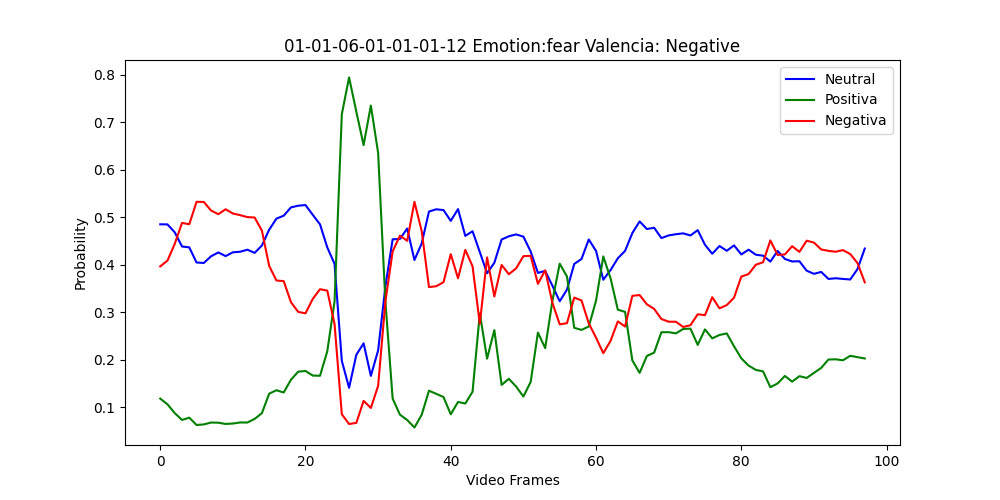 01-01-06-01-01-01-12 Emotion:fear Valencia: Negative
Neutral
Positiva
Negativa
0.8
0.7
0.6
0.5
0.4
0.3
0.2
0.1
Probability
0
20
40
60
80
100
Video Frames